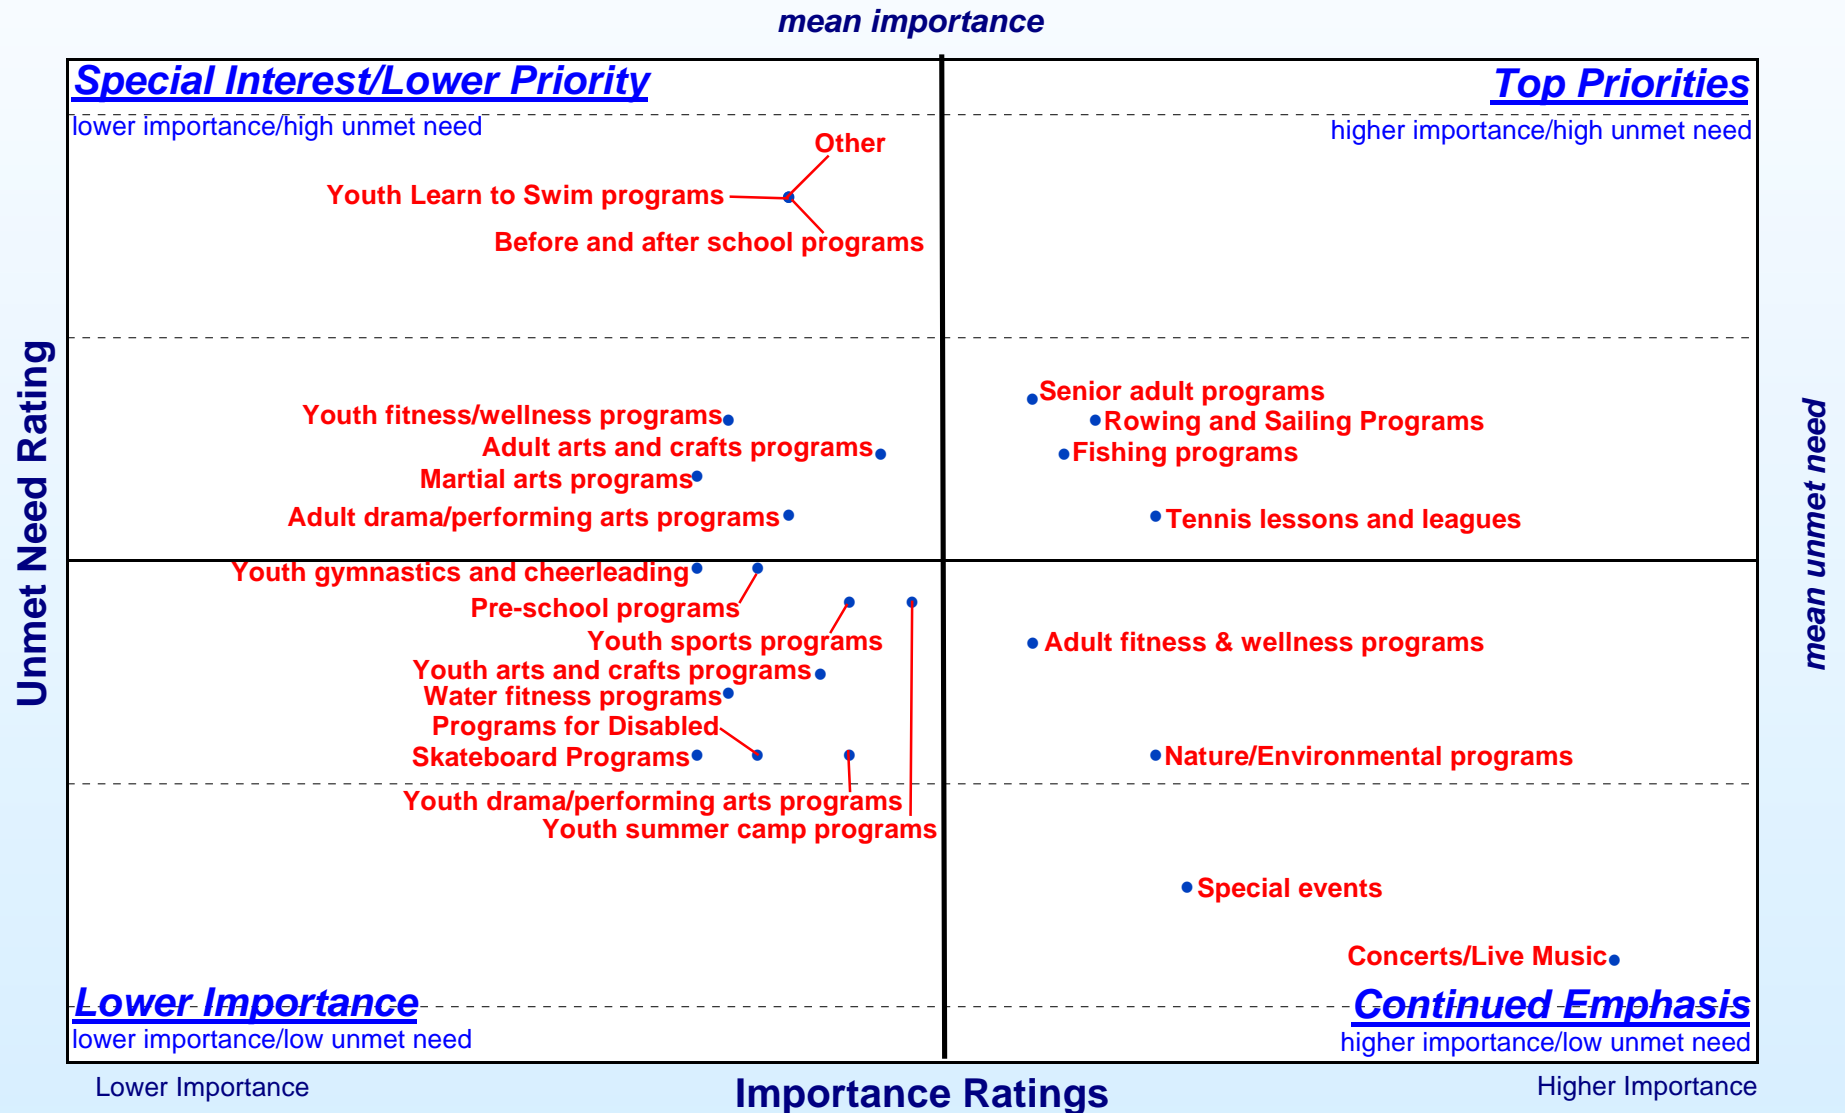 mean importance
Special Interest/Lower Priority
Top Priorities
lower importance/high unmet need
higher importance/high unmet need
Other
Youth Learn to Swim programs
Before and after school programs
Unmet Need Rating
mean unmet need
Senior adult programs
Youth fitness/wellness programs
Rowing and Sailing Programs
Adult arts and crafts programs
Fishing programs
Martial arts programs
Adult drama/performing arts programs
Tennis lessons and leagues
Youth gymnastics and cheerleading
Pre-school programs
Youth sports programs
Adult fitness & wellness programs
Youth arts and crafts programs
Water fitness programs
Programs for Disabled
Skateboard Programs
Nature/Environmental programs
Youth drama/performing arts programs
Youth summer camp programs
Special events
Concerts/Live Music
Lower Importance
Continued Emphasis
lower importance/low unmet need
higher importance/low unmet need
Lower Importance
Importance Ratings
Higher Importance